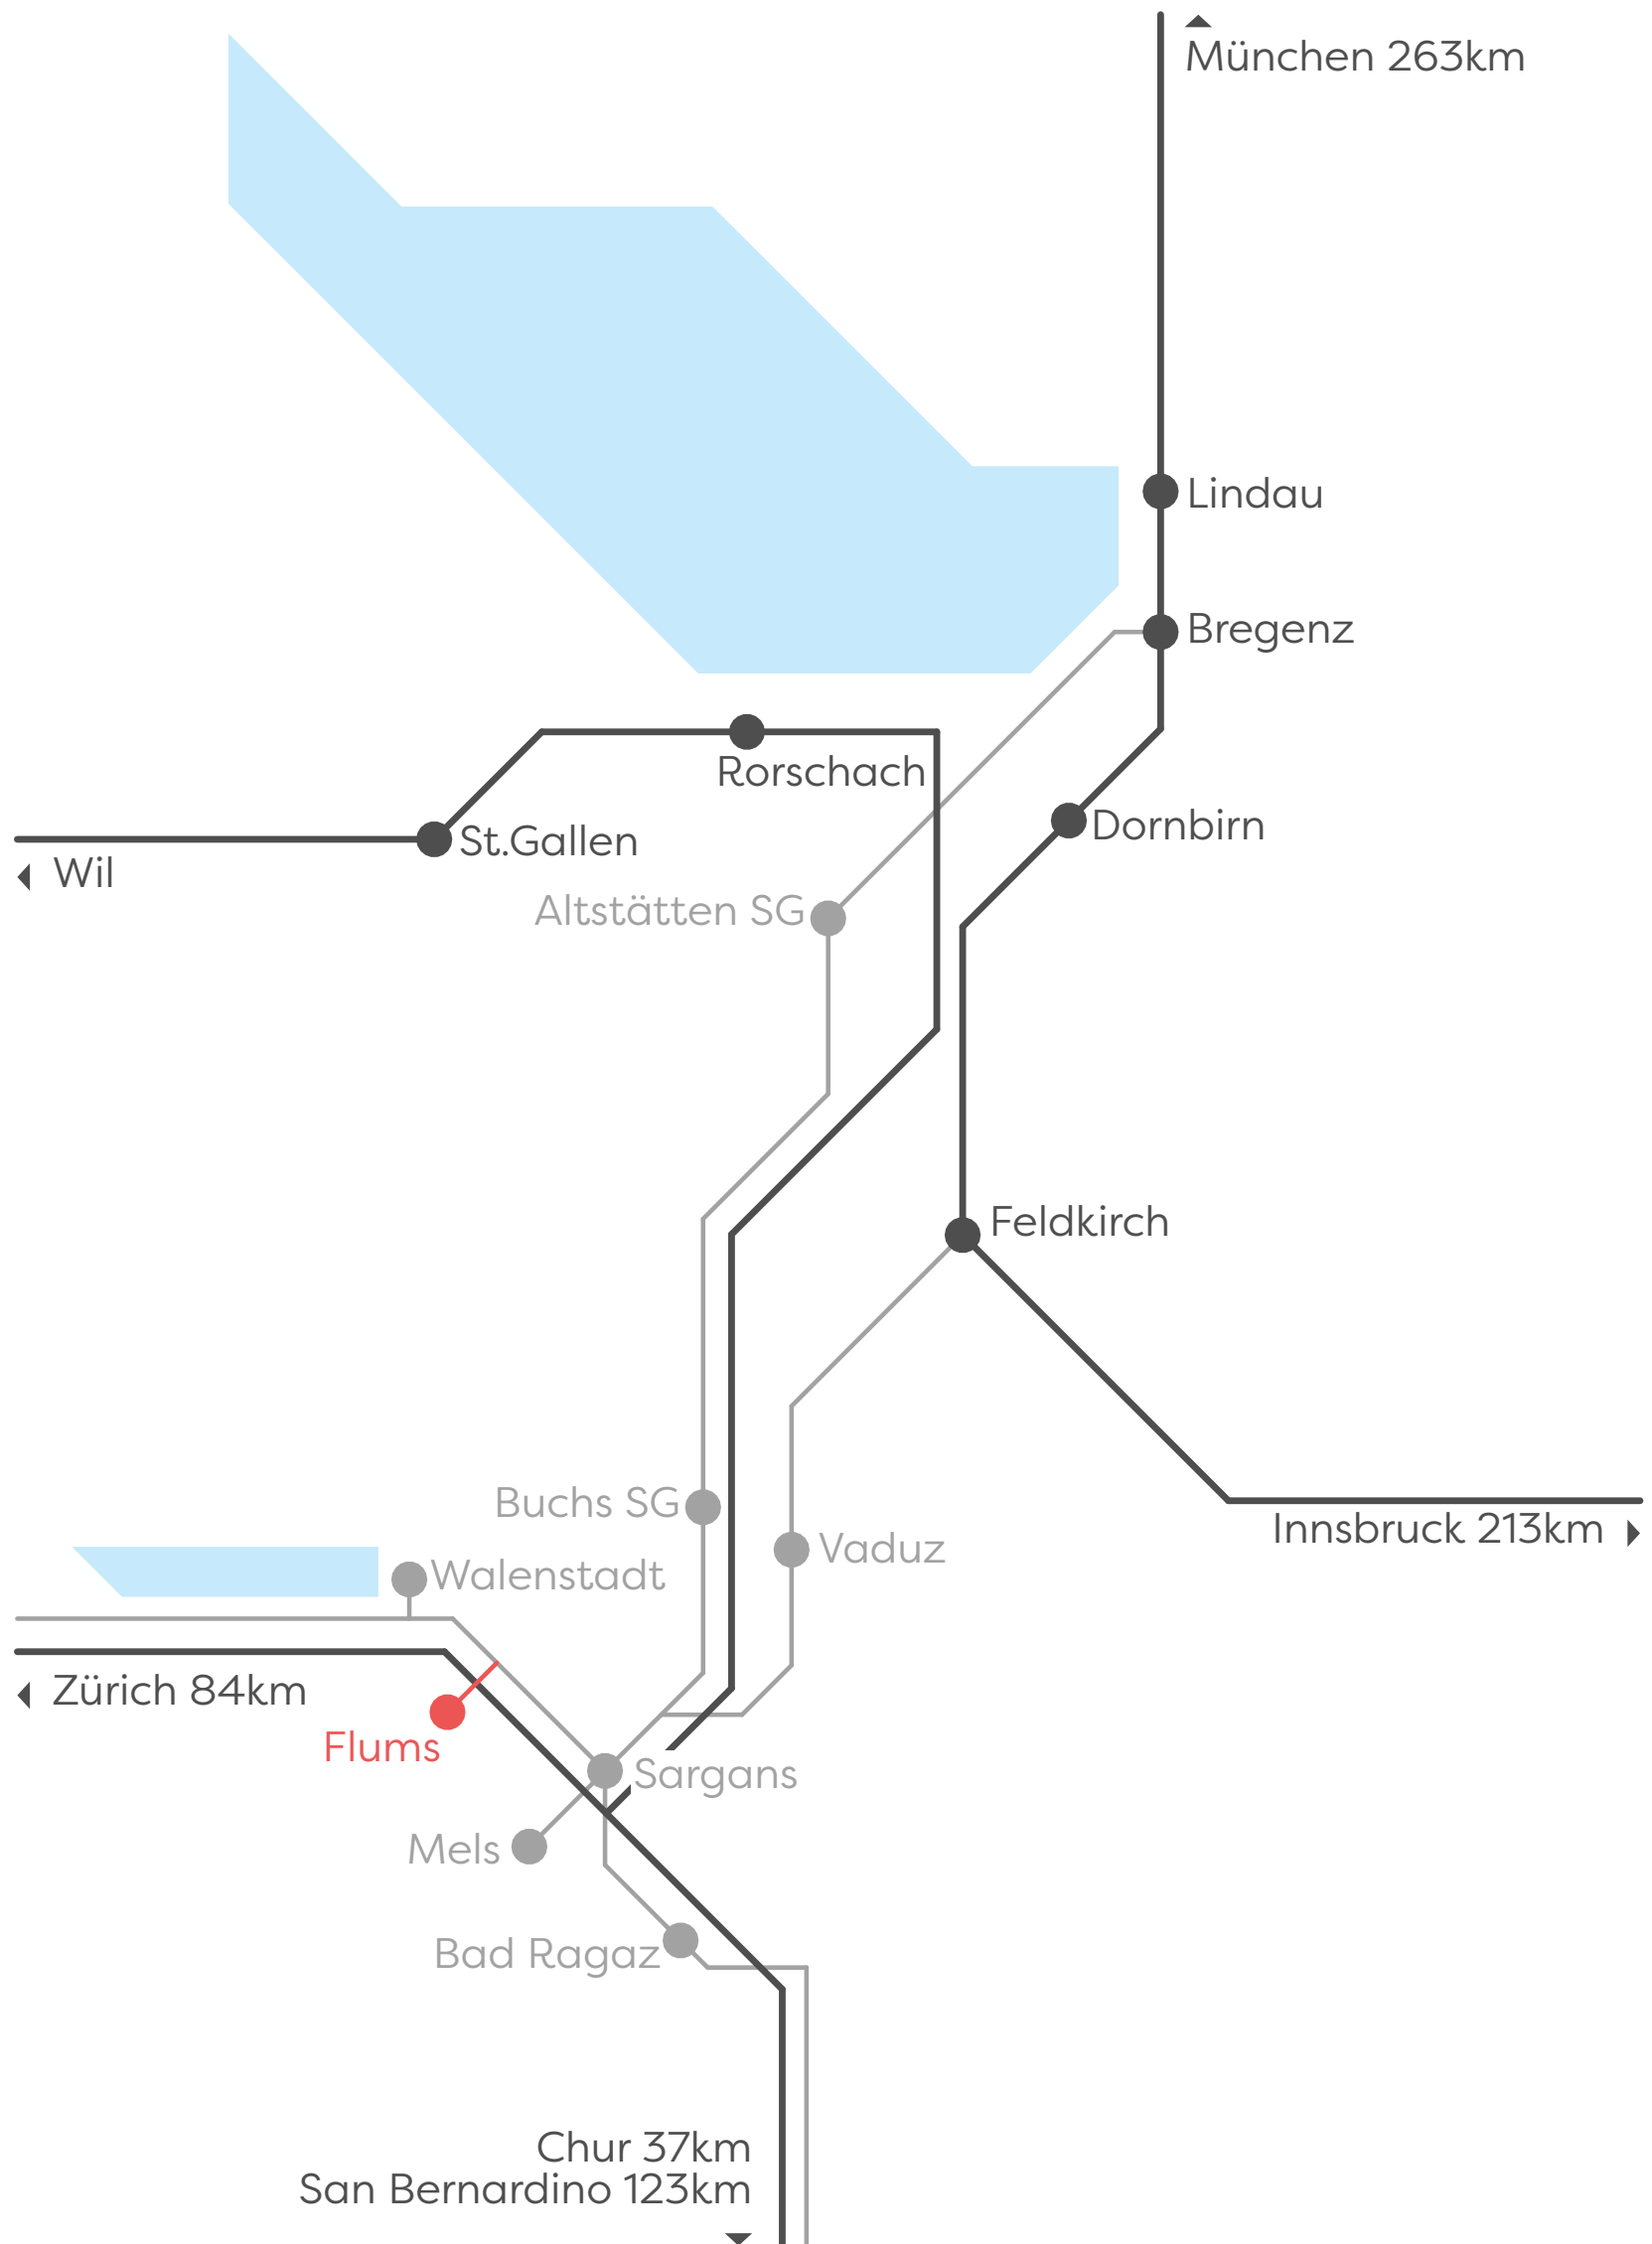 München 263km
Lindau
Bregenz
Rorschach
Dornbirn
St.Gallen
Wil
Altstätten SG
Feldkirch
Buchs SG
Innsbruck 213km
Vaduz
Walenstadt
Zürich 84km
Flums
Sargans
Mels
Bad Ragaz
Chur 37km
San Bernardino 123km